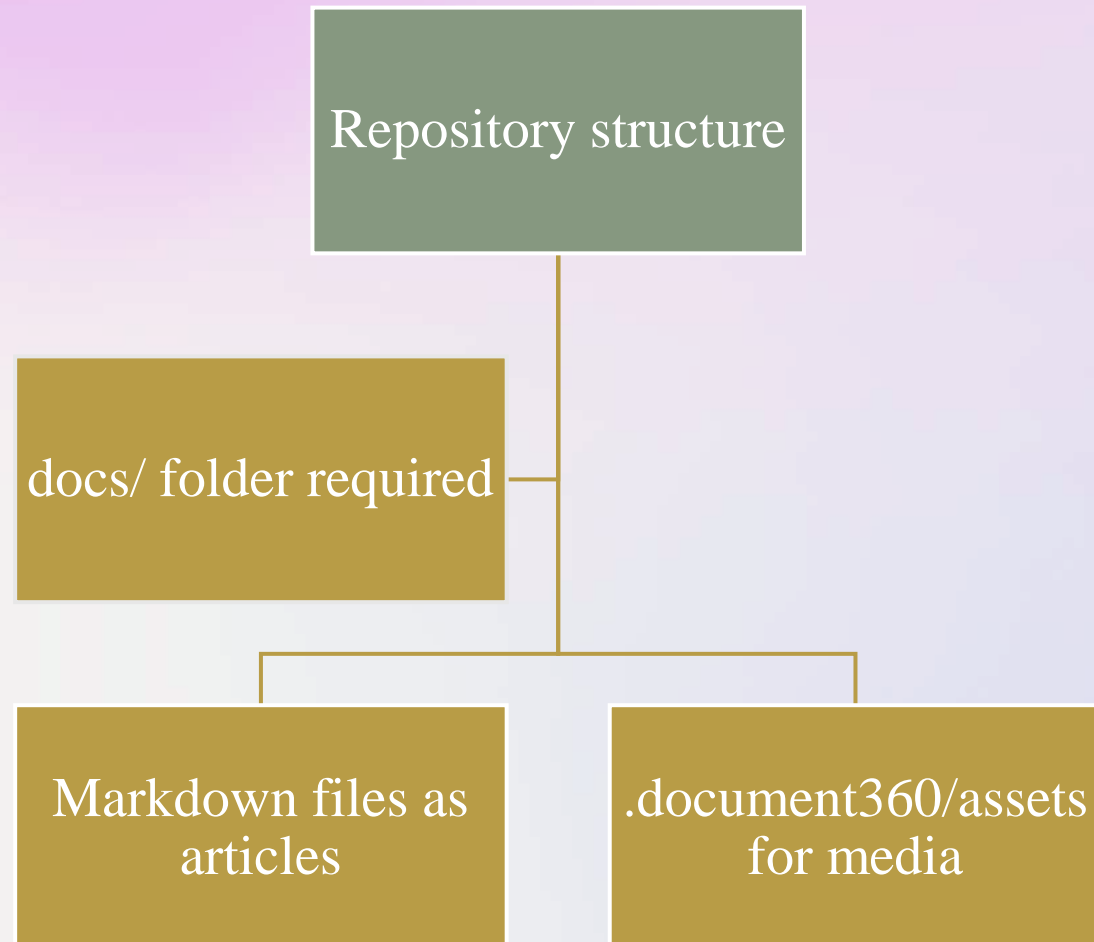 Repository structure
docs/ folder required
Markdown files as
articles
.document360/assets
for media